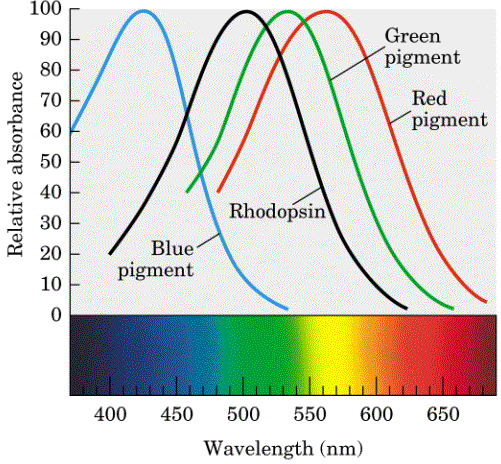 100
90
80
70
60
50
40
30
20
10
0
Relative absorbance
Green
pigment
Red
pigment
Rhodopsin
Blue
pigment
400 450 500 550 600 650
Wavelength (nm)